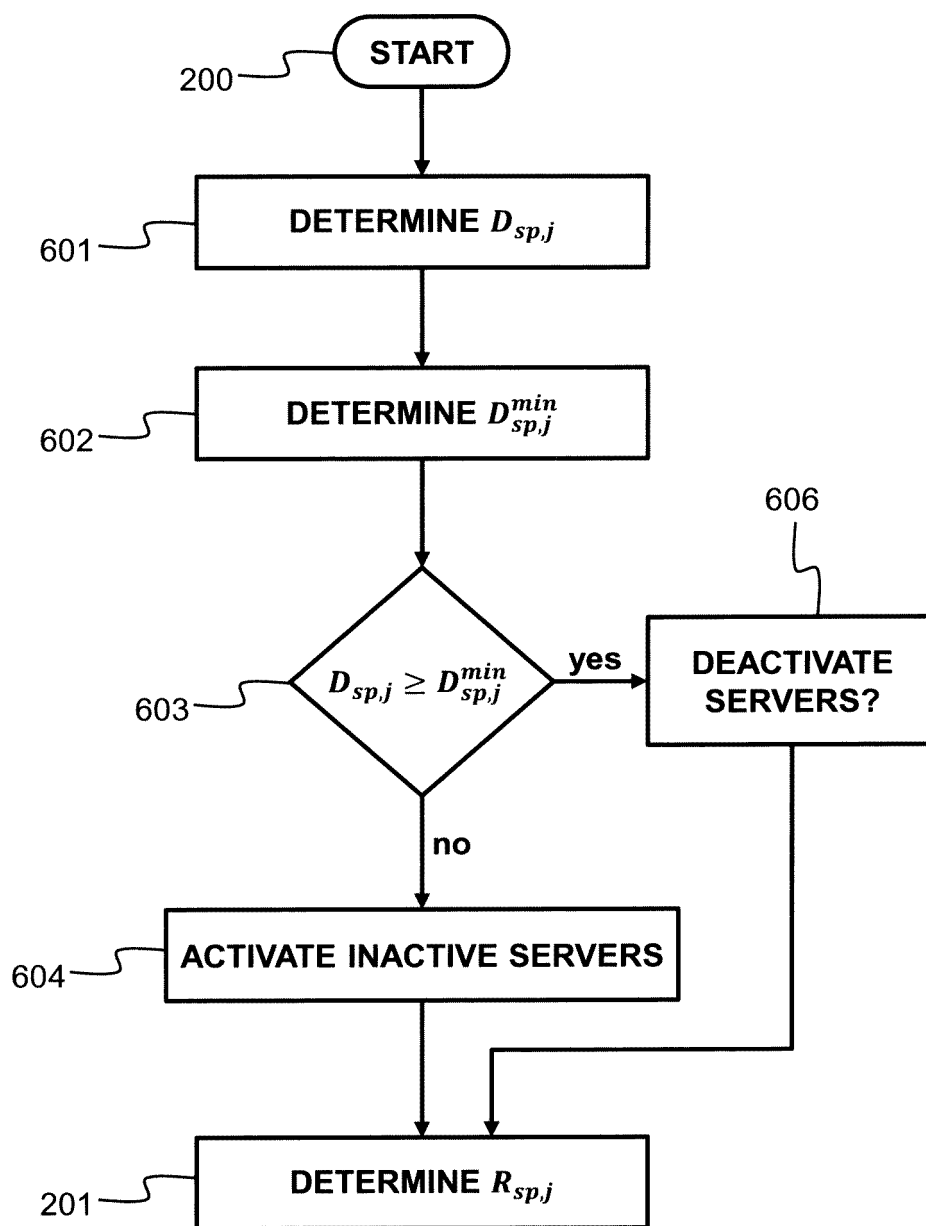 START
200
DETERMINE D_{sp,j}
601
DETERMINE D_{sp,j}^{min}
602
606
D_{sp,j} ≥ D_{sp,j}^{min}
yes
DEACTIVATE
SERVERS?
603
no
ACTIVATE INACTIVE SERVERS
604
DETERMINE R_{sp,j}
201